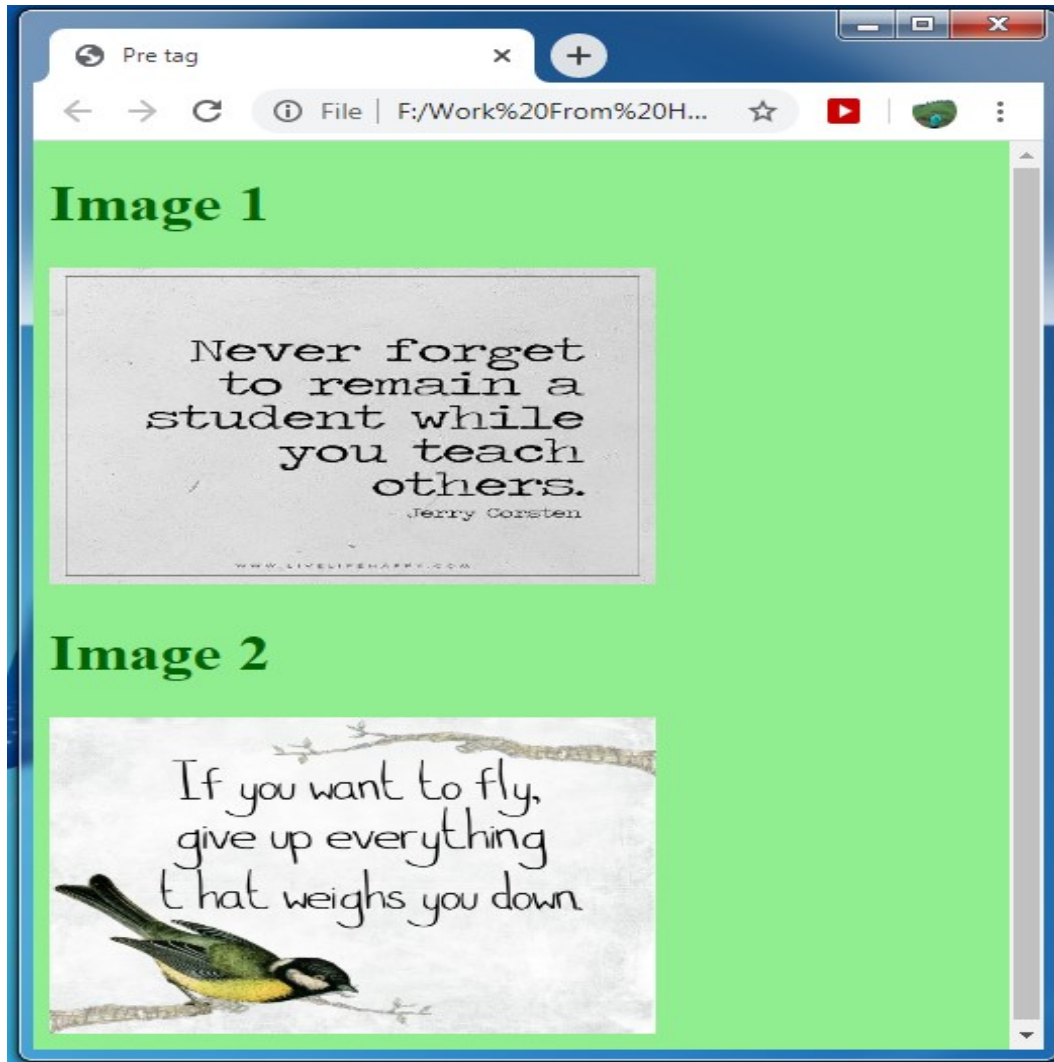 Pre tag
File | F:/Work%20From%20H...
Image 1
Never forget
to remain a
student while
you teach
others.
- Jerry Corsten
WWW.LIVELIFEHAPPY.COM
Image 2
If you want to fly,
give up everything
that weighs you down.